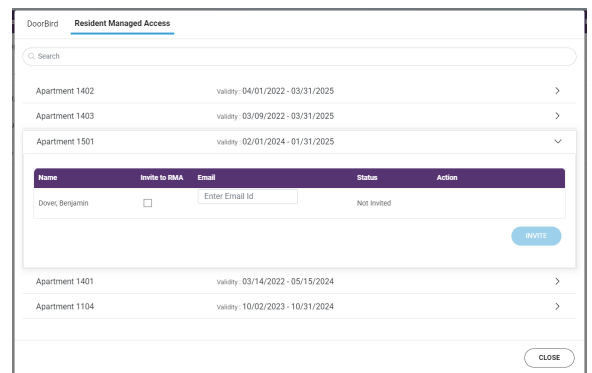 DoorBird Resident Managed Access
Search
Apartment 1402 Validity : 04/01/2022 - 03/31/2025
Apartment 1403 Validity : 03/09/2022 - 03/31/2025
Apartment 1501 Validity : 02/01/2024 - 01/31/2025
Name Invite to RMA Email Status Action
Dover, Benjamin Enter Email Id Not Invited
INVITE
Apartment 1401 Validity : 03/14/2022 - 05/15/2024
Apartment 1104 Validity : 10/02/2023 - 10/31/2024
CLOSE